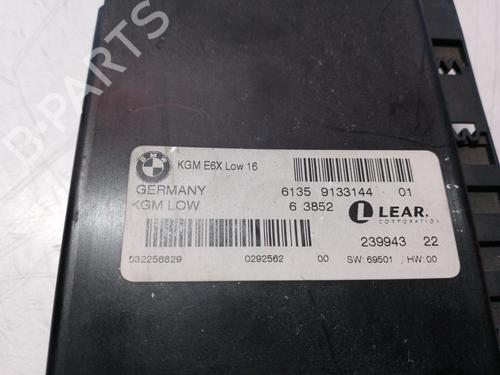 BMW
KGM E6X Low 16
GERMANY
6135 9133144 01
KGM LOW
6 3852
LEAR.
CORPORATION
239943 22
532256829
0292562
00
SW: 69501 / HW: 00